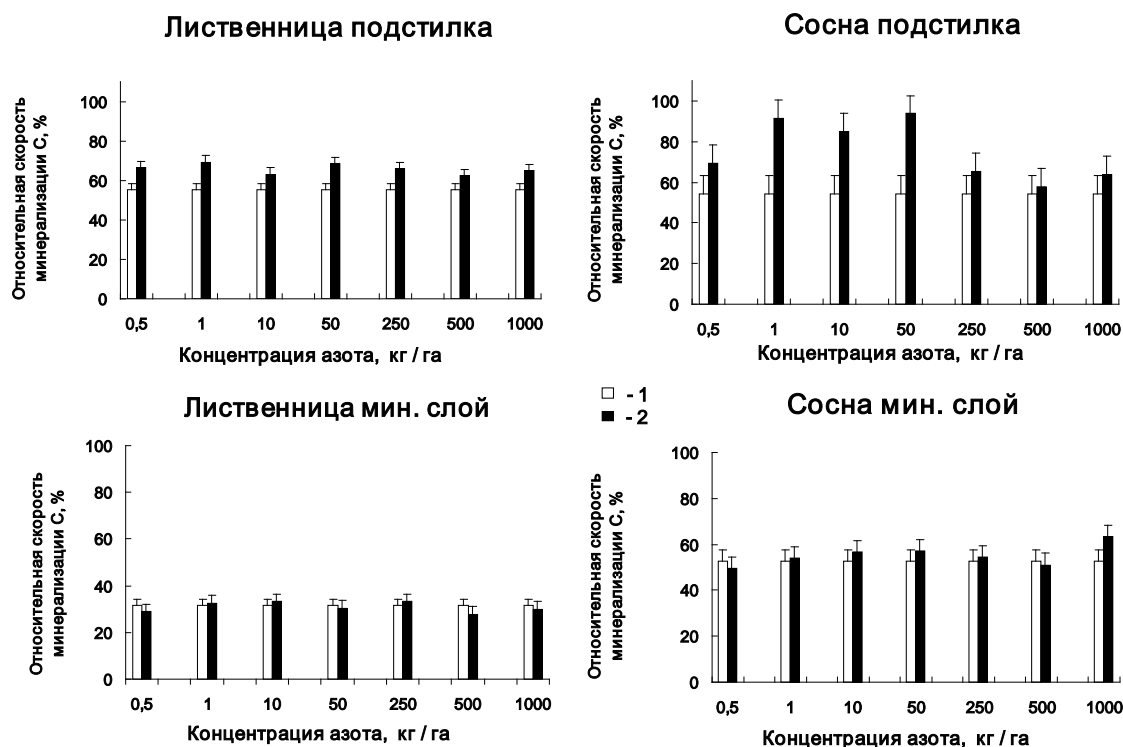 Лиственница подстилка
Относительная скорость
минерализации С, %
100
80
60
40
20
0
0,5 1 10 50 250 500 1000
Концентрация азота, кг / га
Сосна подстилка
Относительная скорость
минерализации С, %
100
80
60
40
20
0
0,5 1 10 50 250 500 1000
Концентрация азота, кг / га
- 1
- 2
Лиственница мин. слой
Относительная скорость
минерализации С, %
100
80
60
40
20
0
0,5 1 10 50 250 500 1000
Концентрация азота, кг / га
Сосна мин. слой
Относительная скорость
минерализации С, %
100
80
60
40
20
0
0,5 1 10 50 250 500 1000
Концентрация азота, кг / га